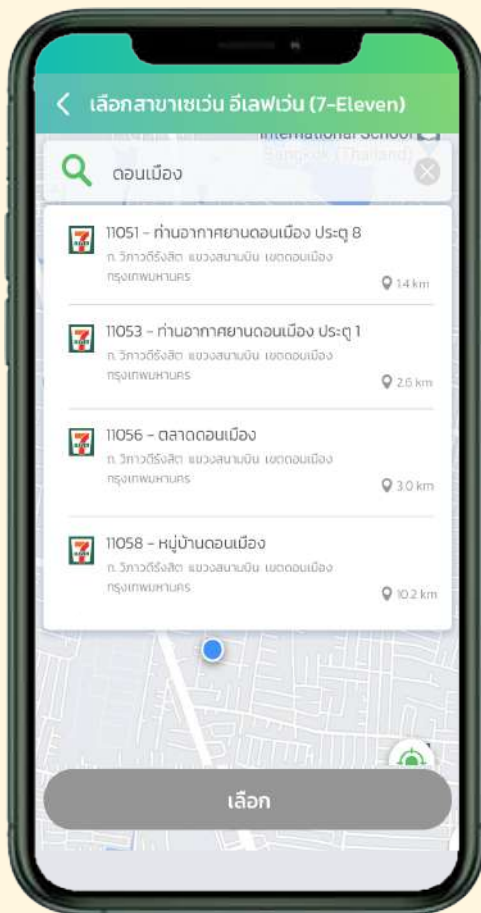 เลือกสาขาเซเว่น อีเลฟเว่น (7-Eleven)
International School
Bangkok (Thailand)
ดอนเมือง
11051 - ท่าอากาศยานดอนเมือง ประตู 8
ถ. วิภาวดีรังสิต แขวงสนามบิน เขตดอนเมือง
กรุงเทพมหานคร
1.4 km
11053 - ท่าอากาศยานดอนเมือง ประตู 1
ถ. วิภาวดีรังสิต แขวงสนามบิน เขตดอนเมือง
กรุงเทพมหานคร
2.6 km
11056 - ตลาดดอนเมือง
ถ. วิภาวดีรังสิต แขวงสนามบิน เขตดอนเมือง
กรุงเทพมหานคร
3.0 km
11058 - หมู่บ้านดอนเมือง
ถ. วิภาวดีรังสิต แขวงสนามบิน เขตดอนเมือง
กรุงเทพมหานคร
10.2 km
เลือก